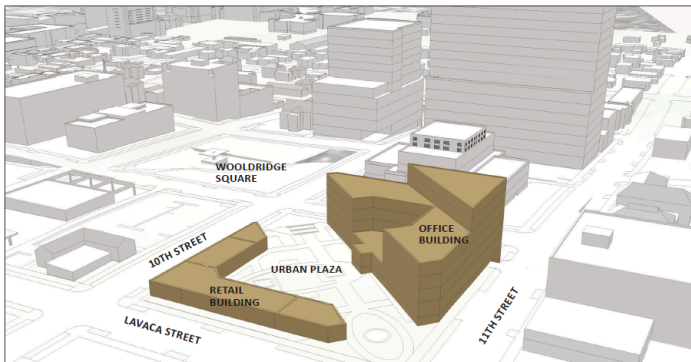 WOOLDRIDGE
SQUARE
OFFICE
BUILDING
10TH STREET
URBAN PLAZA
RETAIL
BUILDING
11TH STREET
LAVACA STREET